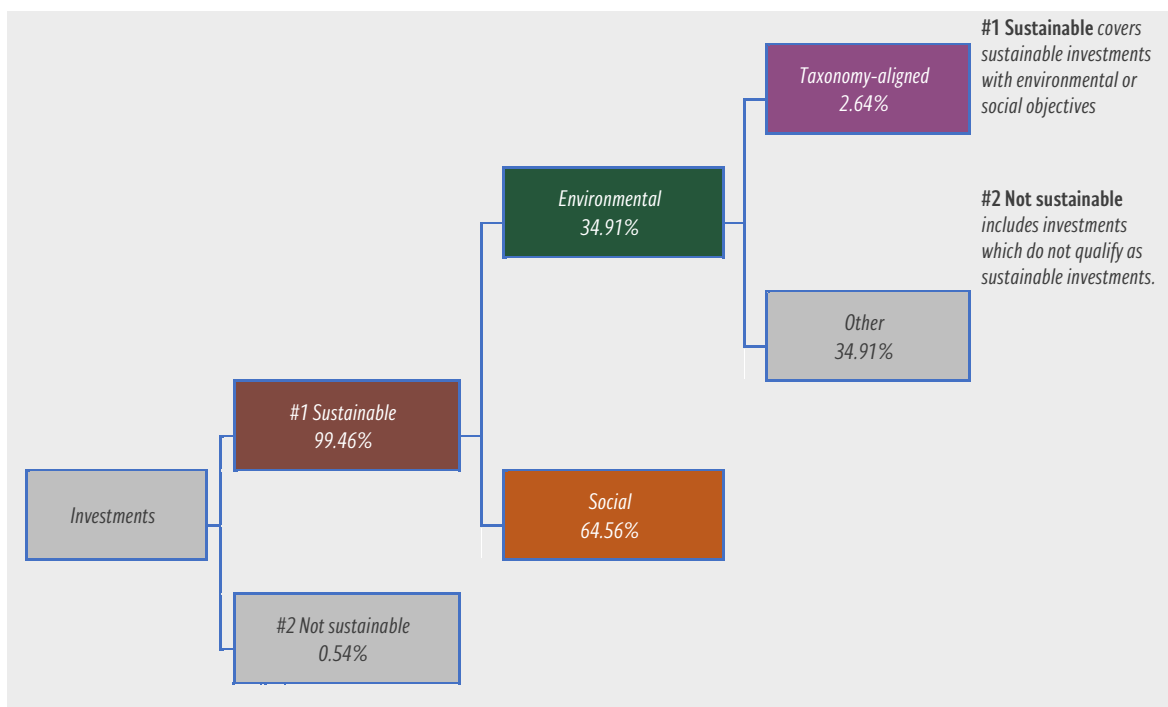 #1 Sustainable covers
sustainable investments
with environmental or
social objectives
Taxonomy-aligned
2.64%
Environmental
34.91%
#2 Not sustainable
includes investments
which do not qualify as
sustainable investments.
Other
34.91%
#1 Sustainable
99.46%
Investments
Social
64.56%
#2 Not sustainable
0.54%